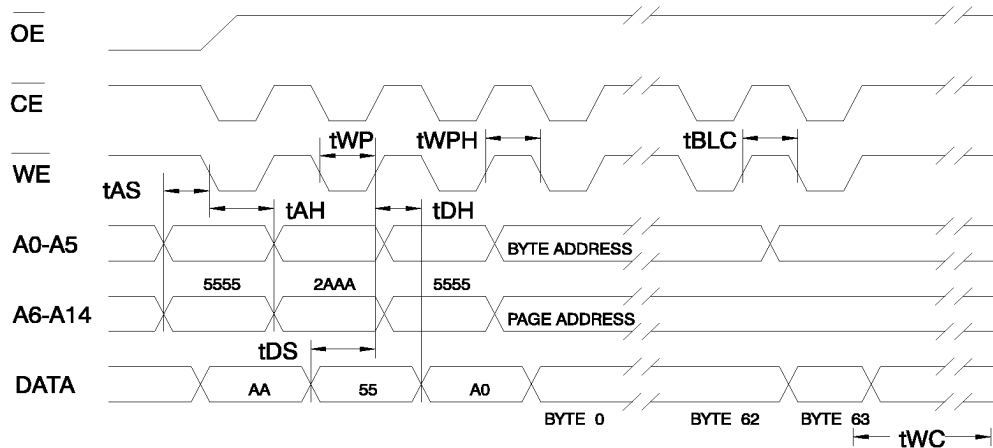 OE
CE
tWP tWPH tBLC
WE
tAS
tAH tDH
A0-A5 BYTE ADDRESS
5555 2AAA 5555
A6-A14 PAGE ADDRESS
tDS
DATA AA 55 A0
BYTE 0 BYTE 62 BYTE 63
tWC